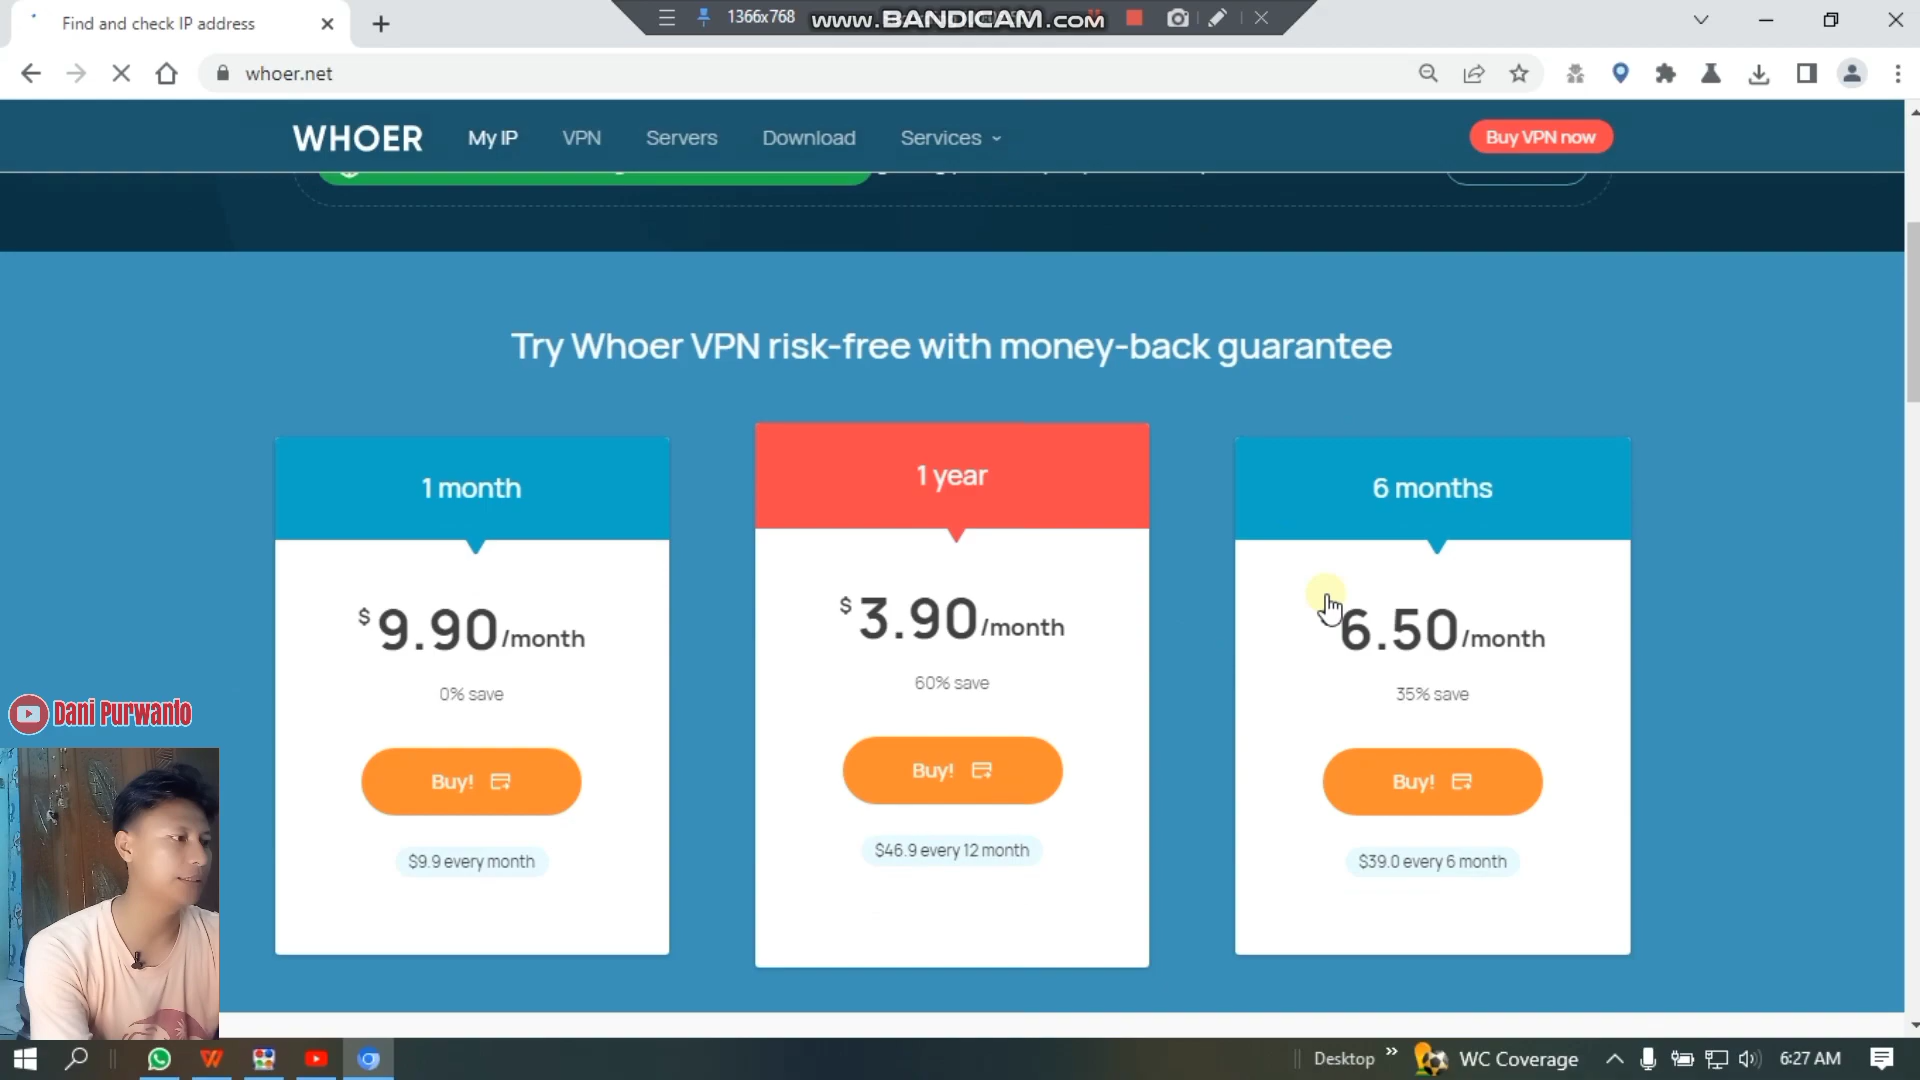 Find and check IP address
1366x768
www.BANDICAM.com
whoer.net
WHOER
My IP
VPN
Servers
Download
Services
Buy VPN now
Try Whoer VPN risk-free with money-back guarantee
1 month
$ 9.90 /month
0% save
Buy!
$9.9 every month
1 year
$ 3.90 /month
60% save
Buy!
$46.9 every 12 month
6 months
6.50 /month
35% save
Buy!
$39.0 every 6 month
Dani Purwanto
Desktop
WC Coverage
6:27 AM